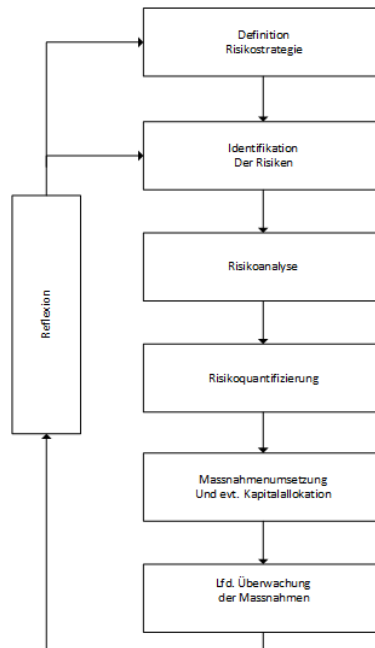 Definition
Risikostrategie
Identifikation
Der Risiken
Risikoanalyse
Reflexion
Risikoquantifizierung
Massnahmenumsetzung
Und evt. Kapitalallokation
Lfd. Überwachung
der Massnahmen